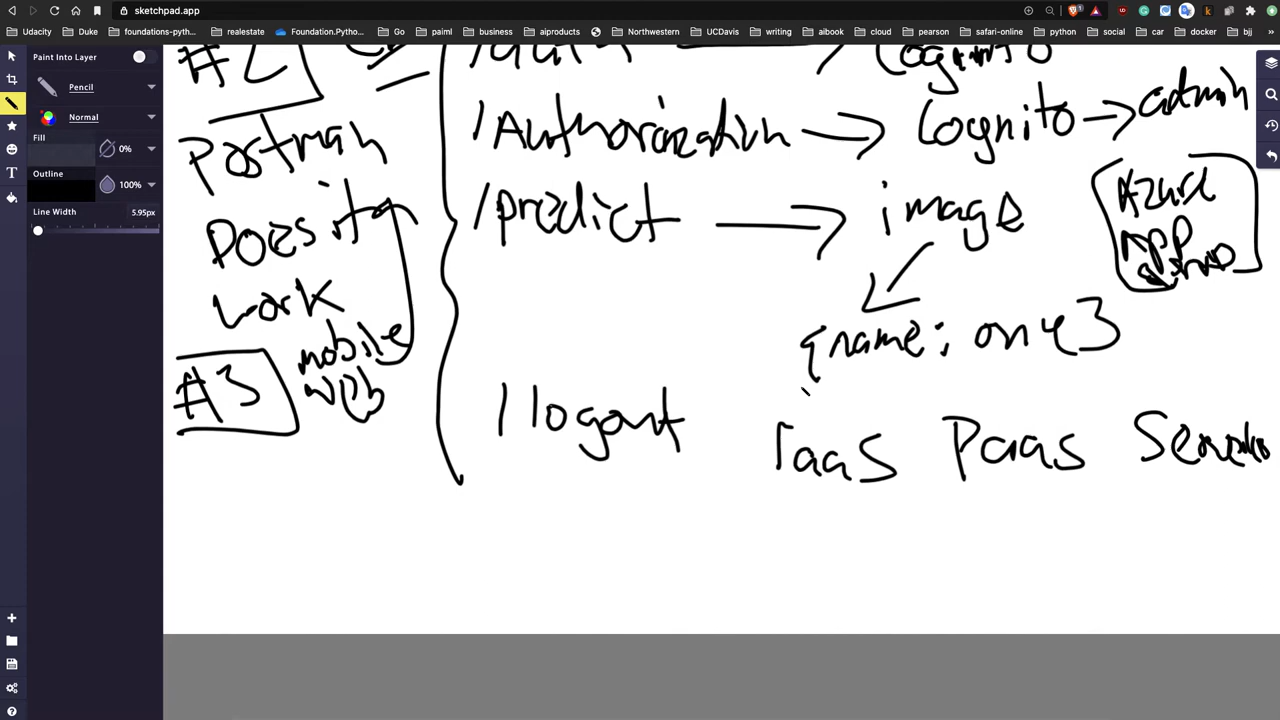 sketchpad.app
Udacity Duke foundations-pyth... realestate Foundation.Pytho... Go paiml business aiproducts Northwestern UCDavis writing aibook cloud pearson safari-online python social car docker bjj
Paint Into Layer
Pencil
Normal
Fill
0%
Outline
100%
Line Width 5.95px
#2
Cognito
/Authorization → Cognito → admin
Postman
/predict → image
Azure
App
Does it
work
{name: one}
mobile
web
#3
/logout
IaaS Paas